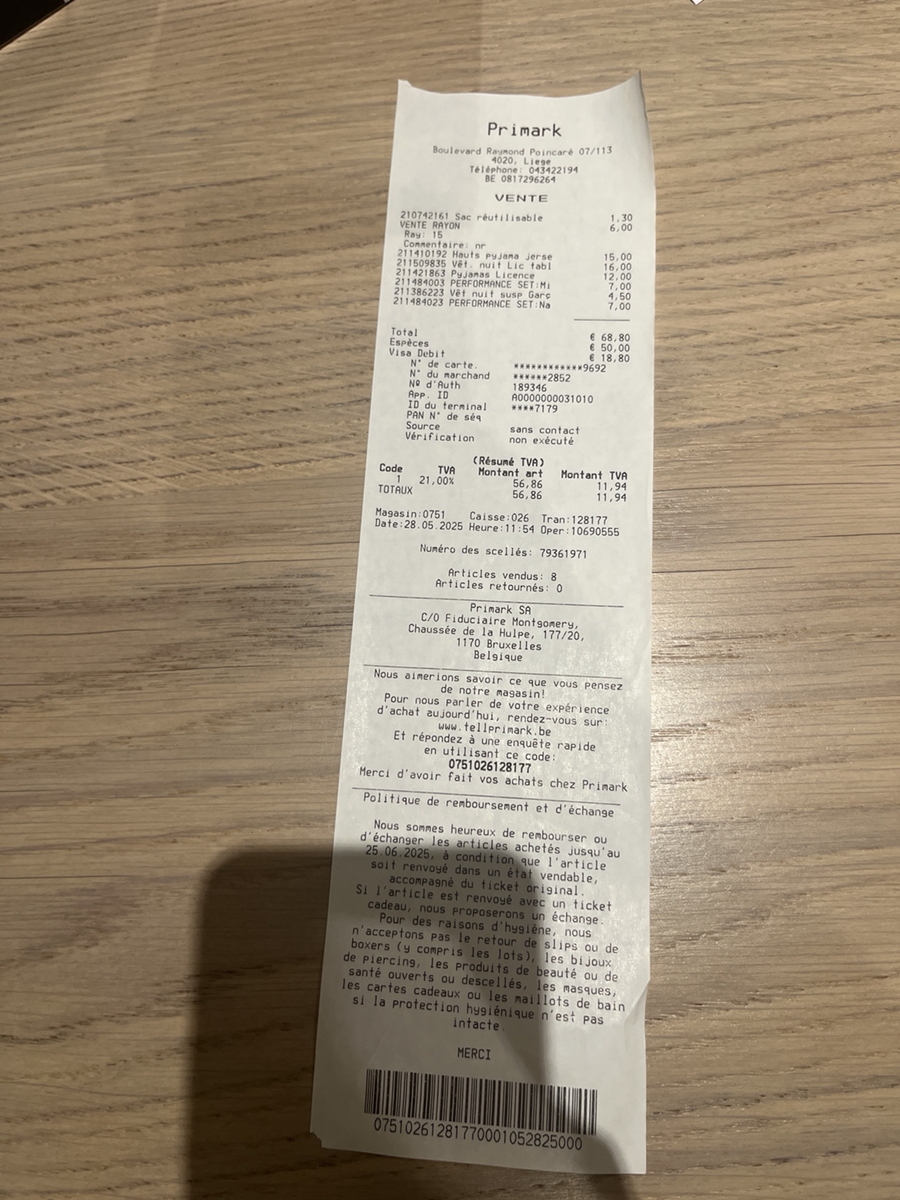 Primark
Boulevard Raymond Poincaré 07/113
4020, Liege
Téléphone: 043422194
BE 0817296264
VENTE
210742161 Sac réutilisable 1,30
VENTE RAYON 6,00
Ray: 15
Commentaire: nr
211410192 Hauts pyjama jerse 15,00
211509835 Vêt. nuit Lic tabl 16,00
211421863 Pyjamas Licence 12,00
211484003 PERFORMANCE SET:Mi 7,00
211386223 Vêt nuit susp Garç 4,50
211484023 PERFORMANCE SET:Na 7,00
Total € 68,80
Espèces € 50,00
Visa Debit € 18,80
N° de carte. ************9692
N° du marchand ******2852
Nº d'Auth 189346
App. ID A0000000031010
ID du terminal ****7179
PAN N° de séq
Source sans contact
Vérification non exécuté
(Résumé TVA)
Code TVA Montant art Montant TVA
1 21,00% 56,86 11,94
TOTAUX 56,86 11,94
Magasin:0751 Caisse:026 Tran:128177
Date:28.05.2025 Heure:11:54 Oper:10690555
Numéro des scellés: 79361971
Articles vendus: 8
Articles retournés: 0
Primark SA
C/O Fiduciaire Montgomery,
Chaussée de la Hulpe, 177/20,
1170 Bruxelles
Belgique
Nous aimerions savoir ce que vous pensez
de notre magasin!
Pour nous parler de votre expérience
d'achat aujourd'hui, rendez-vous sur:
www.tellprimark.be
Et répondez à une enquête rapide
en utilisant ce code:
0751026128177
Merci d'avoir fait vos achats chez Primark
Politique de remboursement et d'échange
Nous sommes heureux de rembourser ou
d'échanger les articles achetés jusqu'au
25.06.2025, à condition que l'article
soit renvoyé dans un état vendable,
accompagné du ticket original.
Si l'article est renvoyé avec un ticket
cadeau, nous proposerons un échange.
Pour des raisons d'hygiène, nous
n'acceptons pas le retour de slips ou de
boxers (y compris les lots), les bijoux
de piercing, les produits de beauté ou de
santé ouverts ou descellés, les masques,
les cartes cadeaux ou les maillots de bain
si la protection hygiénique n'est pas
intacte.
MERCI
07510261281770001052825000